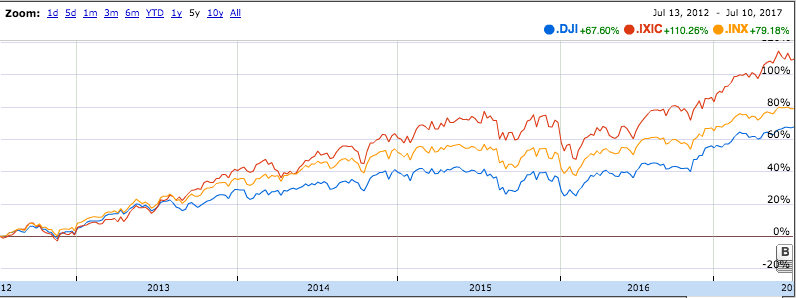 Zoom: 1d 5d 1m 3m 6m YTD 1y 5y 10y All
Jul 13, 2012 - Jul 10, 2017
.DJI +67.60% .IXIC +110.26% .INX +79.18%
120%
100%
80%
60%
40%
20%
0%
B
-20%
12 2013 2014 2015 2016 20